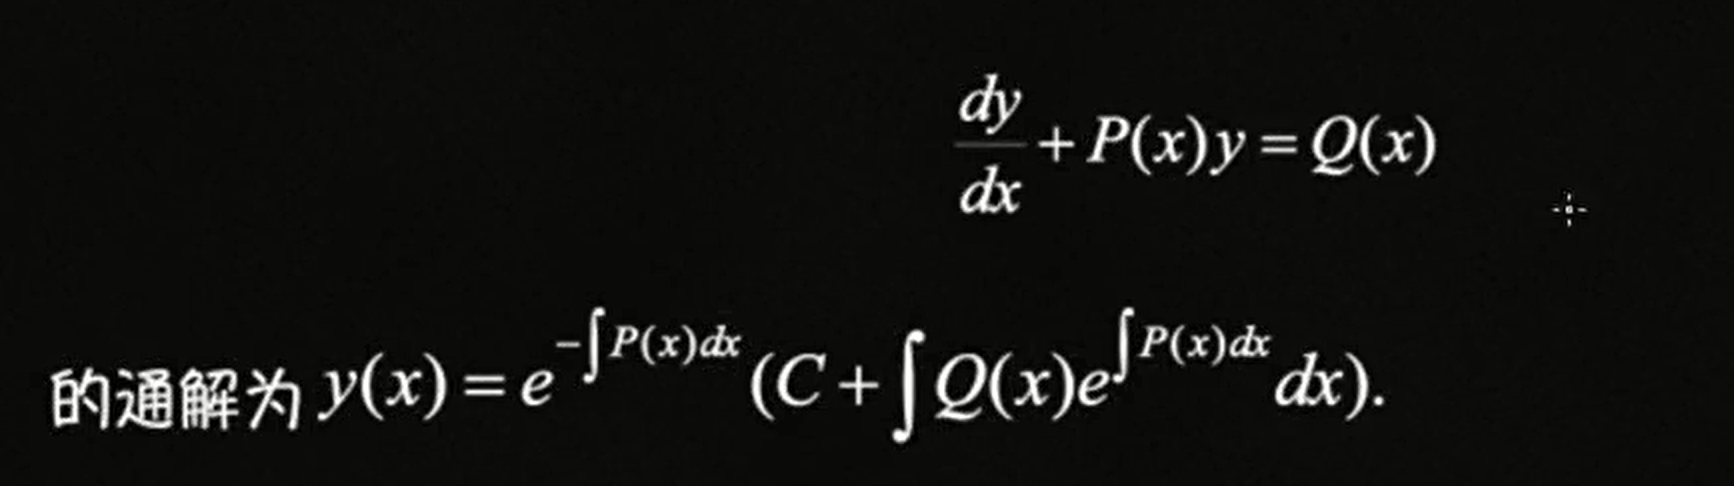 dy/dx + P(x)y = Q(x)
的通解为 y(x) = e^{-∫P(x)dx} (C + ∫Q(x)e^{∫P(x)dx} dx).